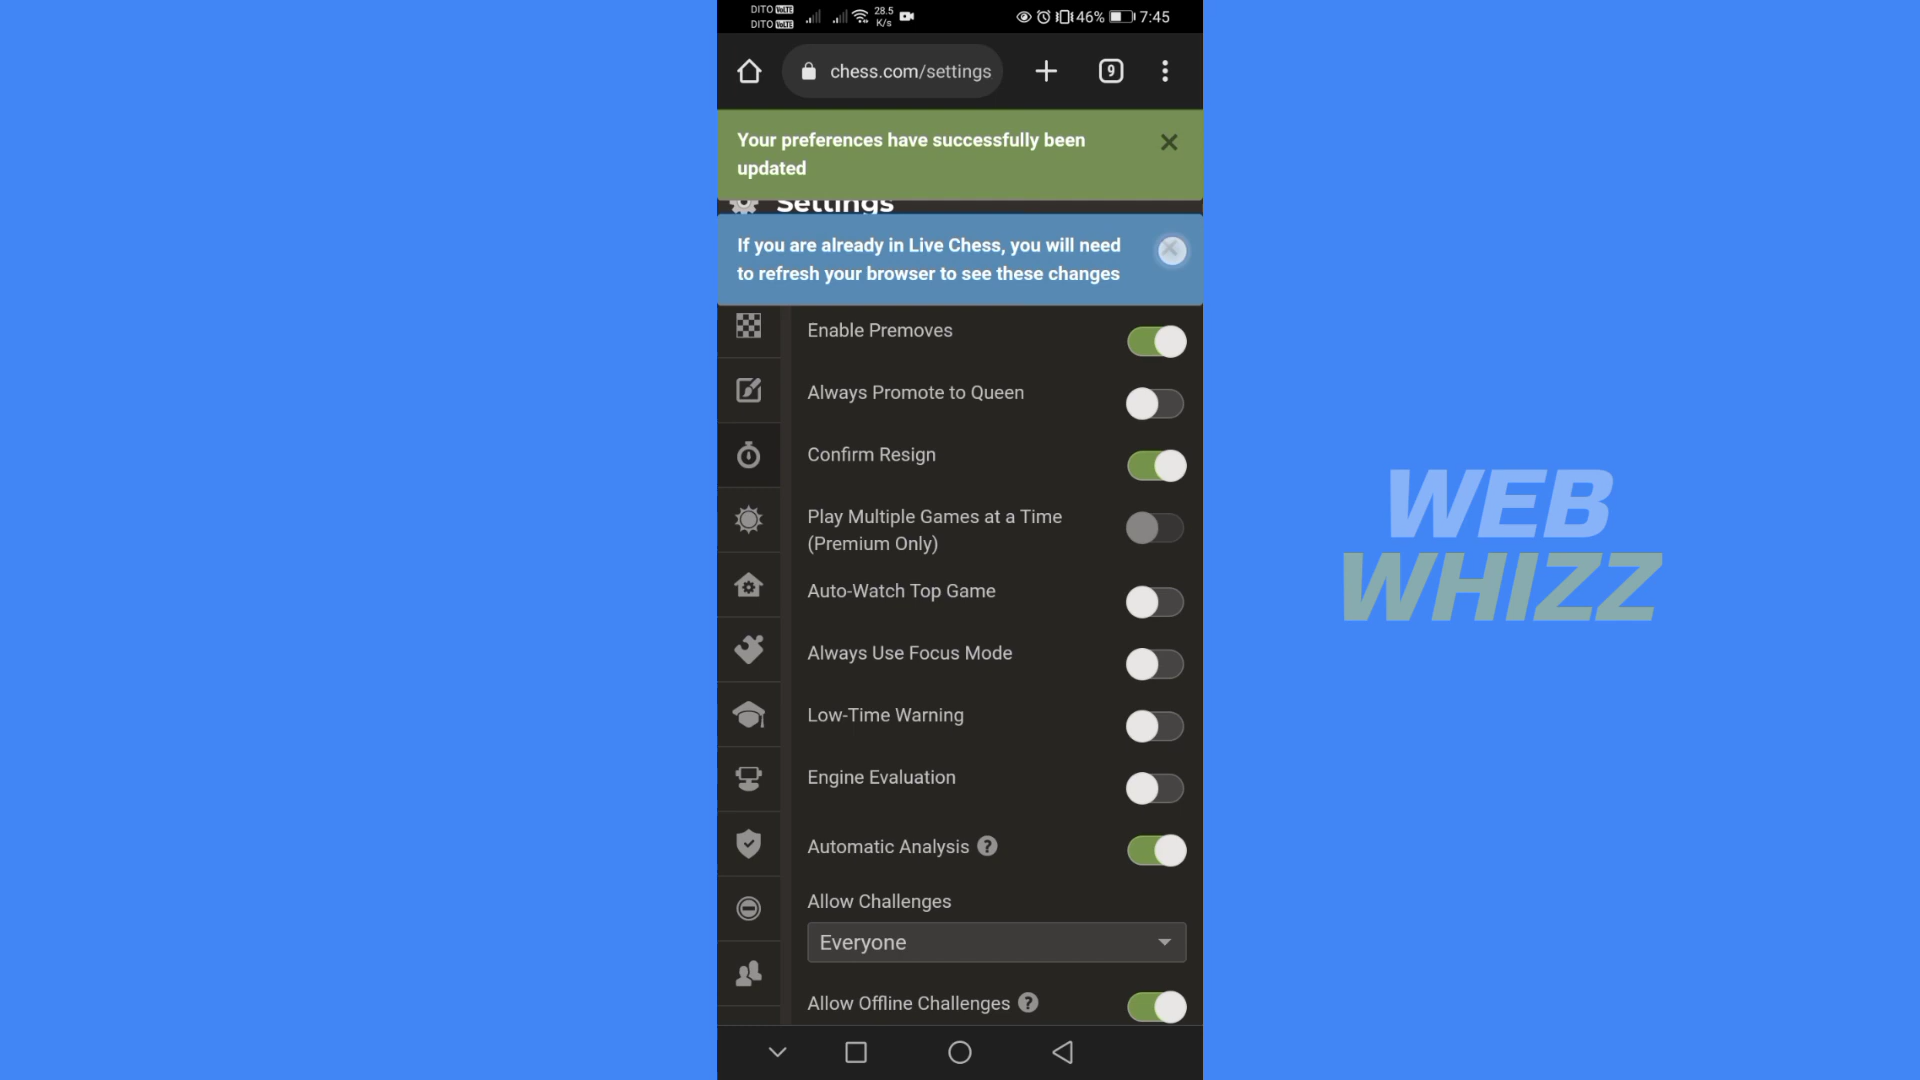 DITO VoLTE
DITO VoLTE
28.5
K/s
46%
7:45
chess.com/settings
9
Your preferences have successfully been
updated
Settings
If you are already in Live Chess, you will need
to refresh your browser to see these changes
Enable Premoves
Always Promote to Queen
Confirm Resign
Play Multiple Games at a Time
(Premium Only)
Auto-Watch Top Game
Always Use Focus Mode
Low-Time Warning
Engine Evaluation
Automatic Analysis ?
Allow Challenges
Everyone
Allow Offline Challenges ?
WEB
WHIZZ